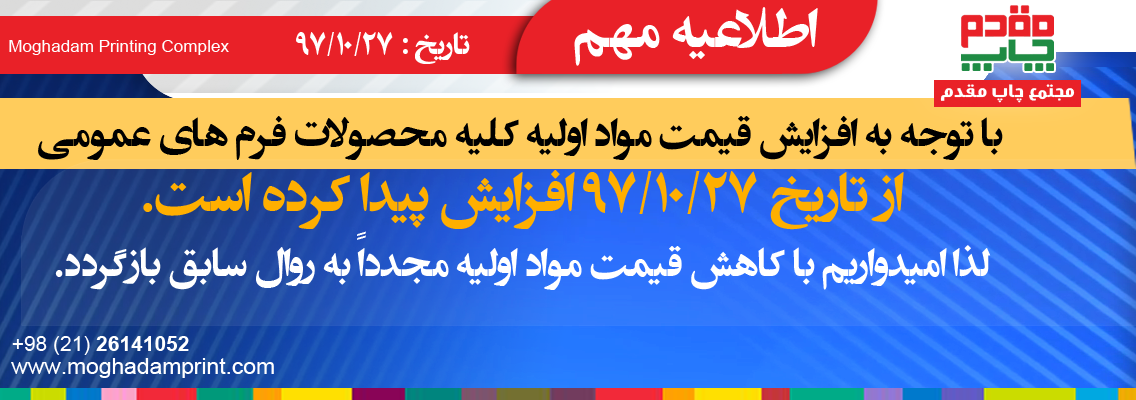 مقدم
چاپ
مجتمع چاپ مقدم
اطلاعیه مهم
تاریخ : ۹۷/۱۰/۲۷
Moghadam Printing Complex
با توجه به افزایش قیمت مواد اولیه کلیه محصولات فرم های عمومی
از تاریخ ۹۷/۱۰/۲۷ افزایش پیدا کرده است.
لذا امیدواریم با کاهش قیمت مواد اولیه مجدداً به روال سابق بازگردد.
+98 (21) 26141052
www.moghadamprint.com